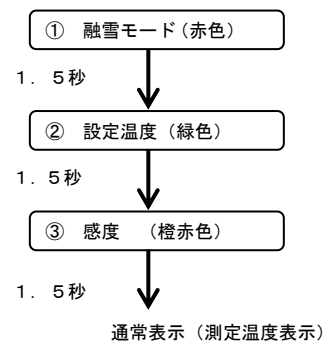 ① 融雪モード（赤色）
１．５秒
② 設定温度（緑色）
１．５秒
③ 感度　（橙赤色）
１．５秒
通常表示（測定温度表示）